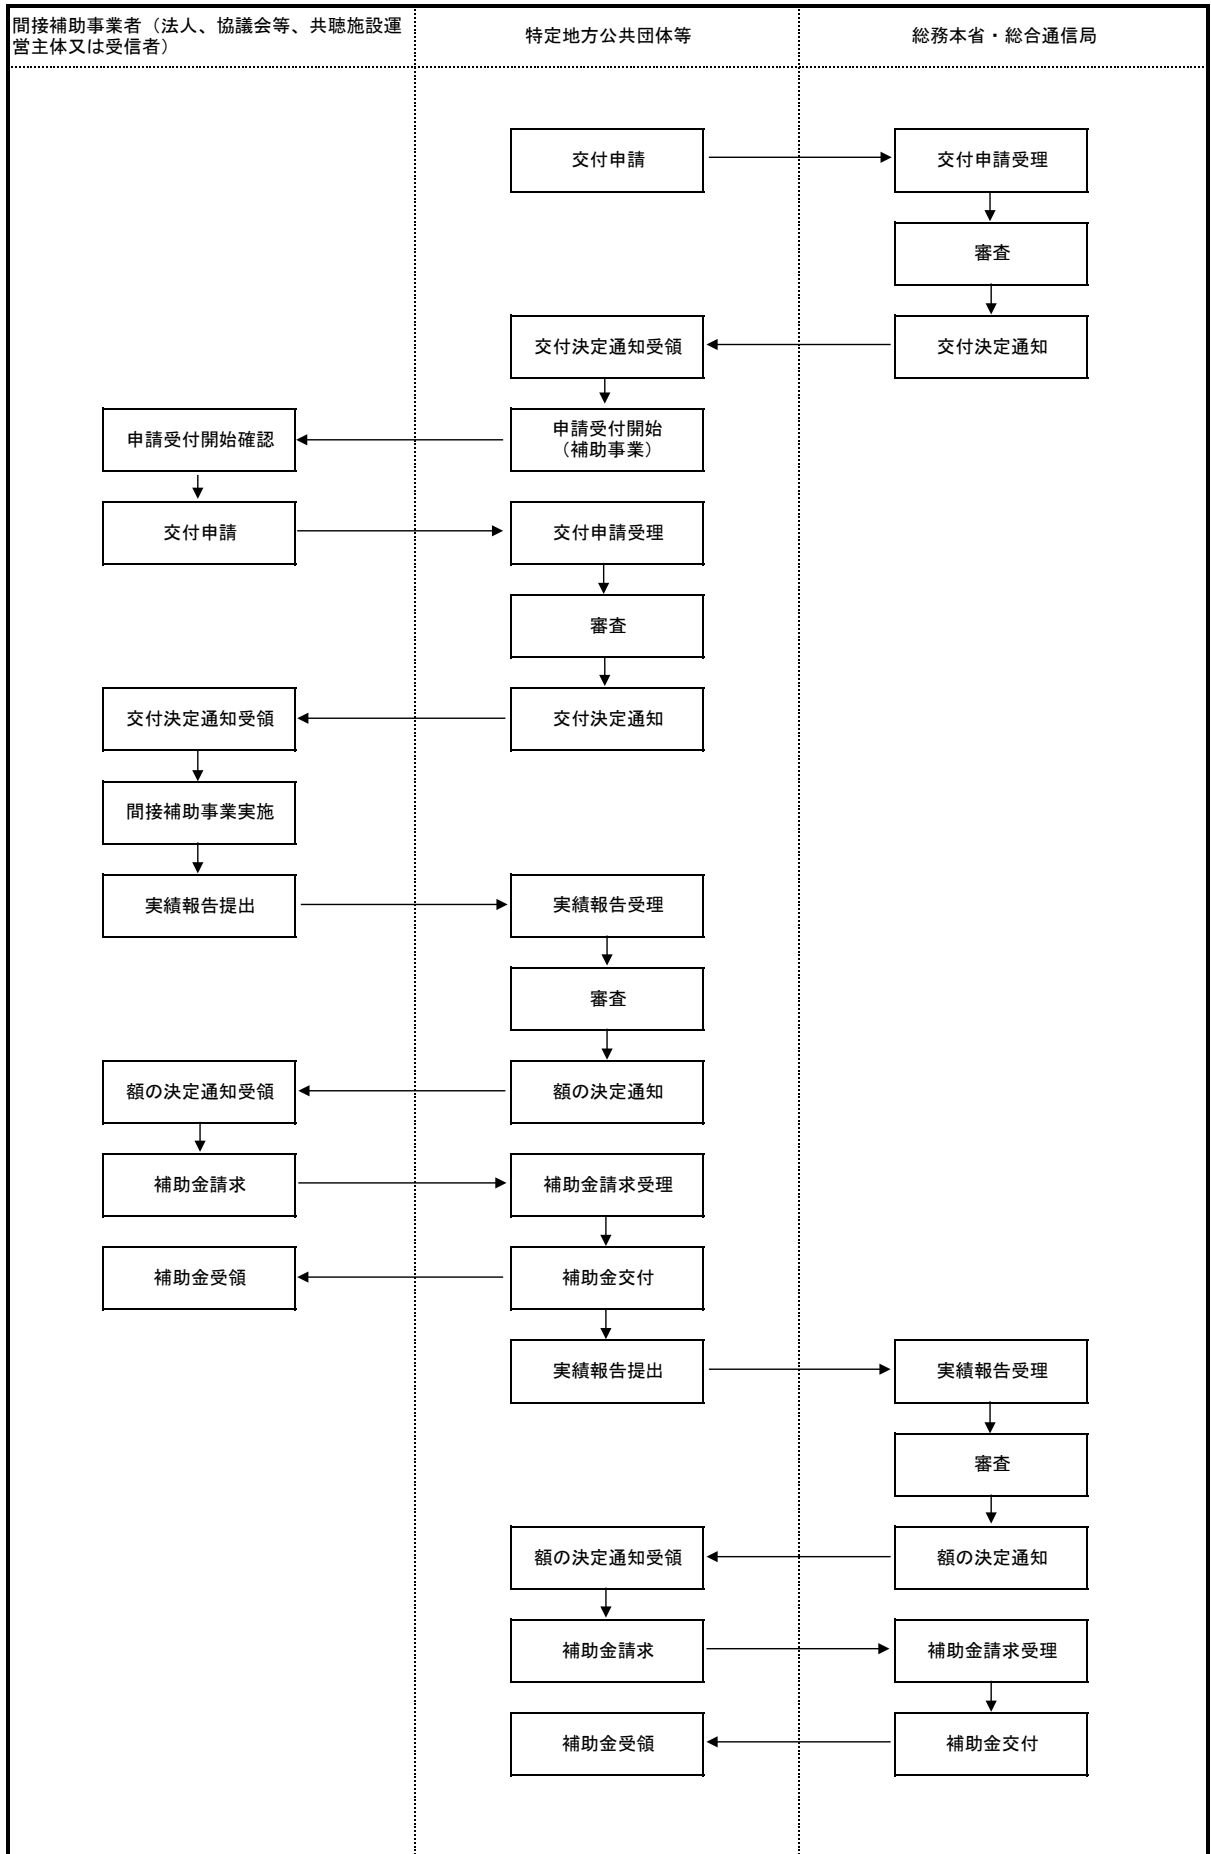 間接補助事業者（法人、協議会等、共聴施設運
営主体又は受信者）
特定地方公共団体等
総務本省・総合通信局
交付申請
交付申請受理
審査
交付決定通知受領
交付決定通知
申請受付開始確認
申請受付開始
（補助事業）
交付申請
交付申請受理
審査
交付決定通知受領
交付決定通知
間接補助事業実施
実績報告提出
実績報告受理
審査
額の決定通知受領
額の決定通知
補助金請求
補助金請求受理
補助金受領
補助金交付
実績報告提出
実績報告受理
審査
額の決定通知受領
額の決定通知
補助金請求
補助金請求受理
補助金受領
補助金交付